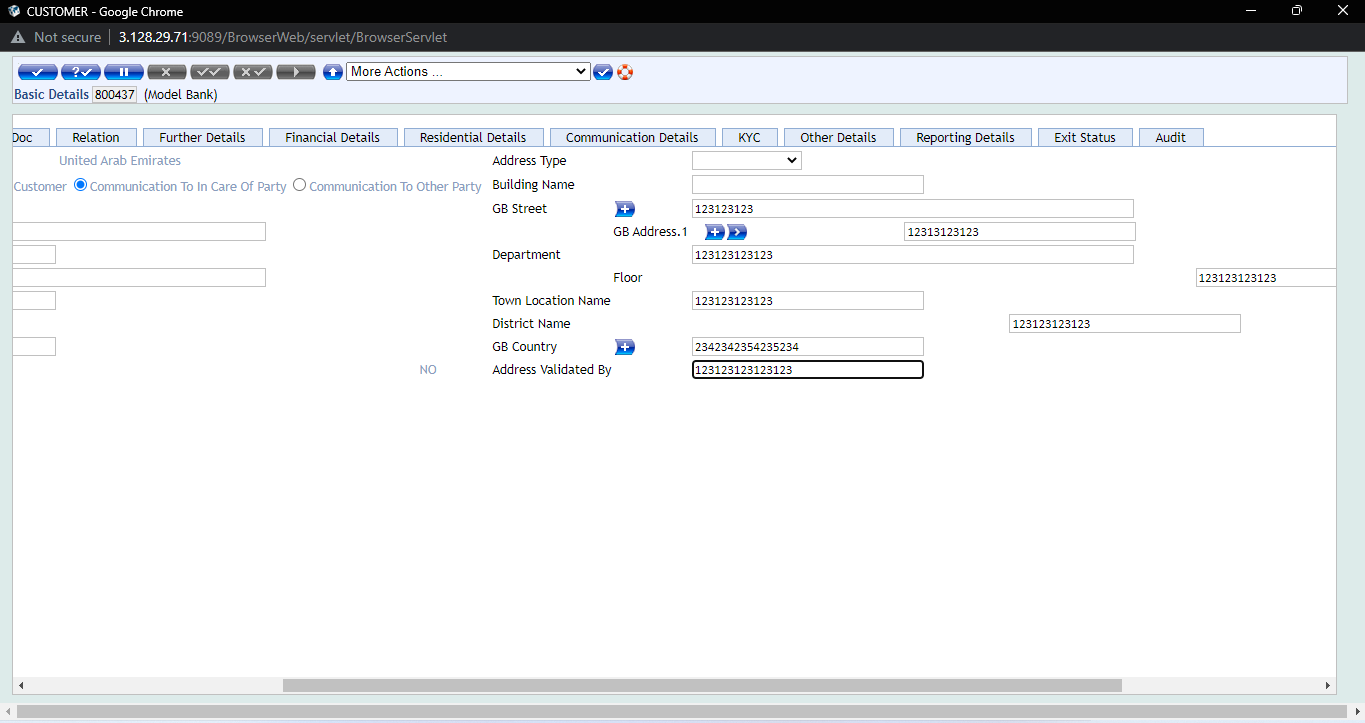 CUSTOMER - Google Chrome
Not secure 3.128.29.71:9089/BrowserWeb/servlet/BrowserServlet
More Actions ...
Basic Details 800437 (Model Bank)
Doc Relation Further Details Financial Details Residential Details Communication Details KYC Other Details Reporting Details Exit Status Audit
United Arab Emirates Address Type
Customer Communication To In Care Of Party Communication To Other Party Building Name
GB Street 123123123
GB Address.1 12313123123
Department 123123123123
Floor 123123123123
Town Location Name 123123123123
District Name 123123123123
GB Country 2342342354235234
NO Address Validated By 123123123123123